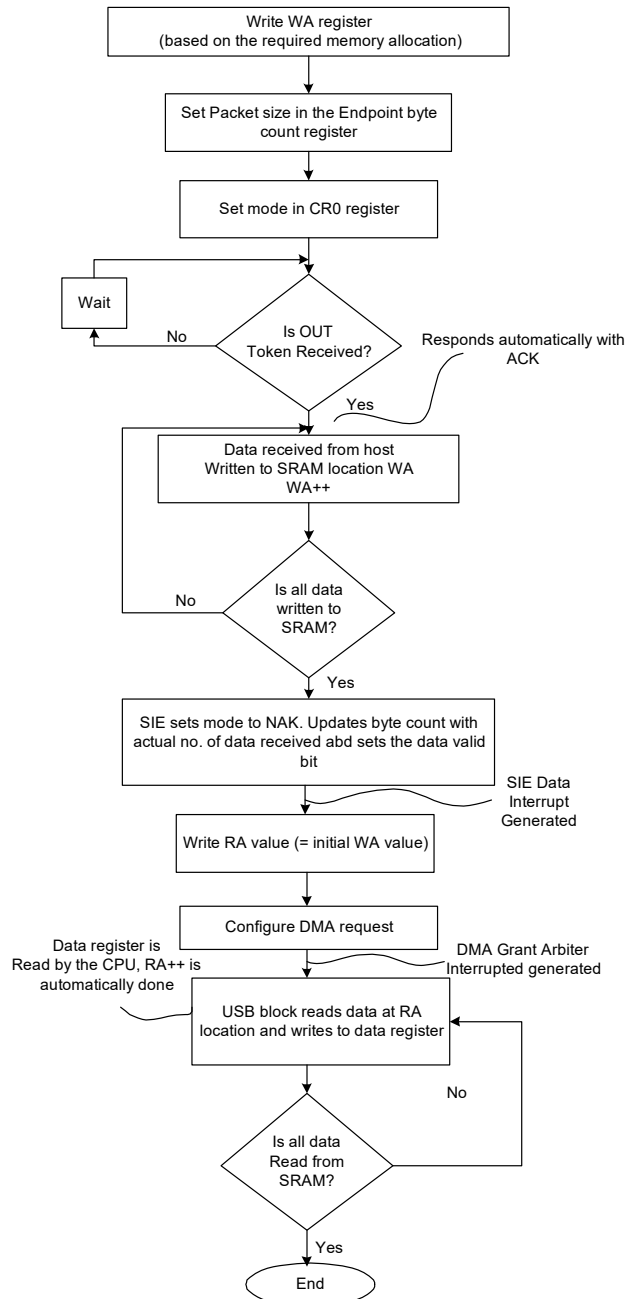 Write WA register
(based on the required memory allocation)
Set Packet size in the Endpoint byte
count register
Set mode in CR0 register
Wait
No
Is OUT
Token Received?
Responds automatically with
ACK
Yes
Data received from host
Written to SRAM location WA
WA++
Is all data
written to
SRAM?
No
Yes
SIE sets mode to NAK. Updates byte count with
actual no. of data received abd sets the data valid
bit
SIE Data
Interrupt
Generated
Write RA value (= initial WA value)
Configure DMA request
Data register is
Read by the CPU, RA++ is
automatically done
DMA Grant Arbiter
Interrupted generated
USB block reads data at RA
location and writes to data register
No
Is all data
Read from
SRAM?
Yes
End